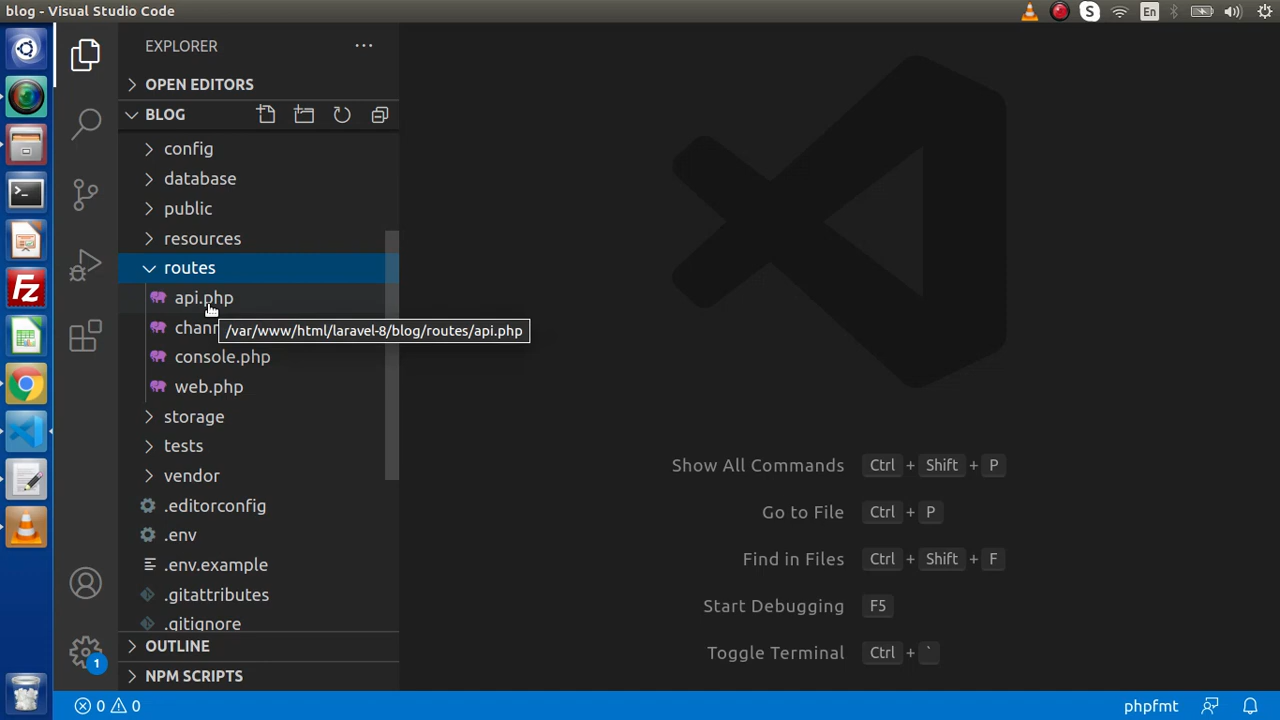 blog - Visual Studio Code
En
EXPLORER
OPEN EDITORS
BLOG
config
database
public
resources
routes
api.php
chann
/var/www/html/laravel-8/blog/routes/api.php
console.php
web.php
storage
tests
vendor
.editorconfig
.env
.env.example
.gitattributes
.gitignore
OUTLINE
NPM SCRIPTS
Show All Commands Ctrl + Shift + P
Go to File Ctrl + P
Find in Files Ctrl + Shift + F
Start Debugging F5
Toggle Terminal Ctrl + `
1
0 0
phpfmt